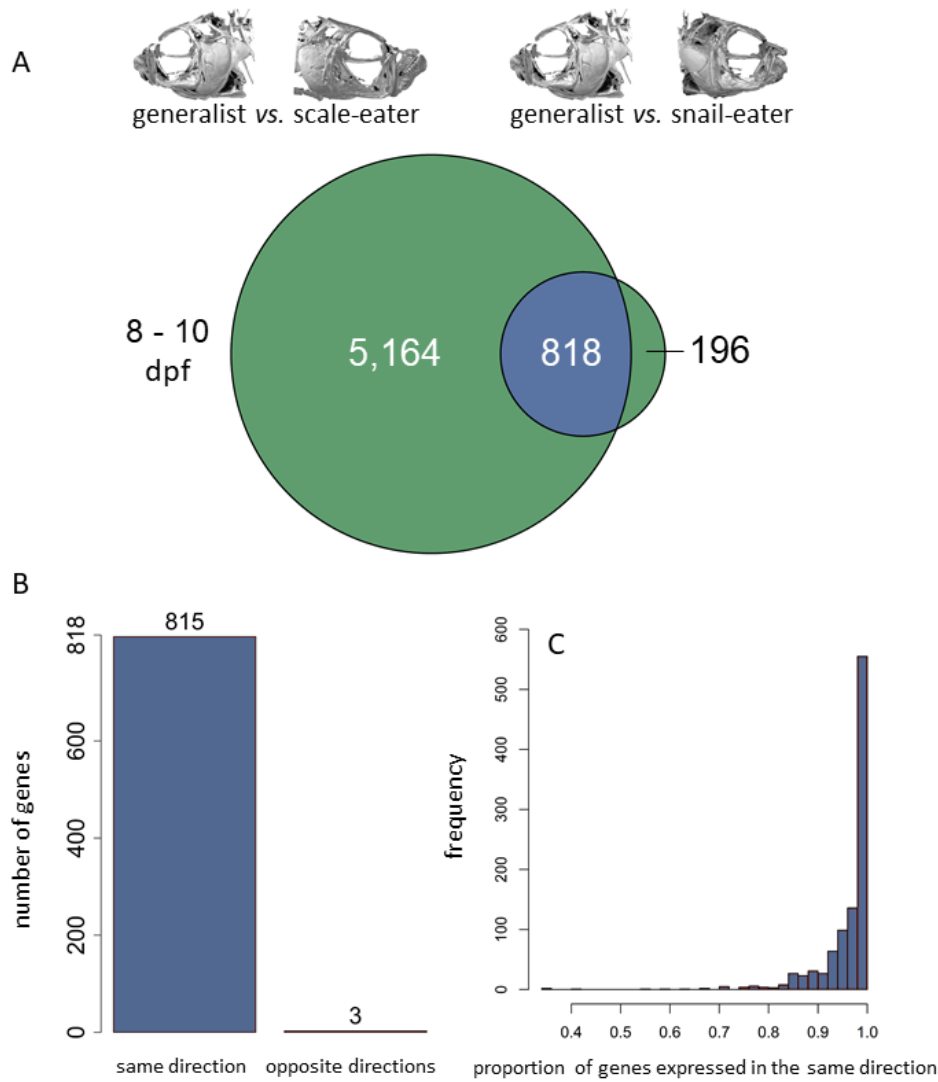 A
generalist vs. scale-eater
generalist vs. snail-eater
8 - 10
dpf
5,164
818
196
B
815
818
600
400
200
0
number of genes
3
same direction
opposite directions
C
600
500
400
300
200
100
0
frequency
0.4 0.5 0.6 0.7 0.8 0.9 1.0
proportion of genes expressed in the same direction